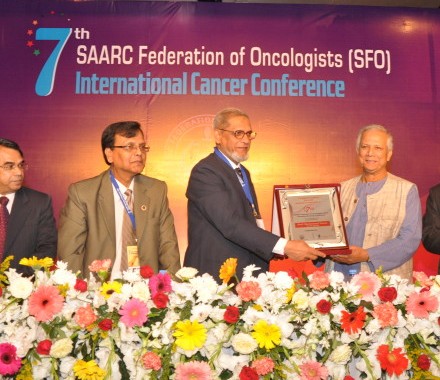 7th
SAARC Federation of Oncologists (SFO)
International Cancer Conference